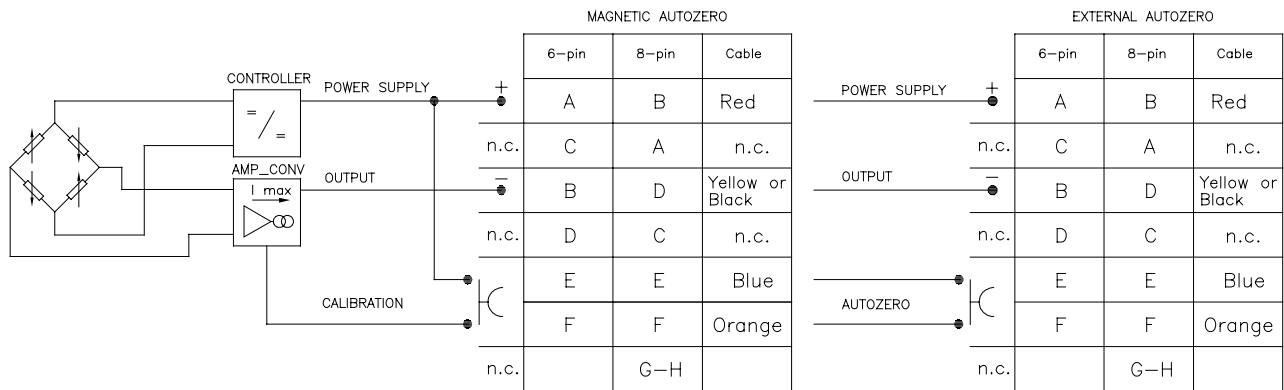 MAGNETIC AUTOZERO
6-pin 8-pin Cable
CONTROLLER
POWER SUPPLY + A B Red
= / =
n.c. C A n.c.
AMP_CONV
I max
OUTPUT - B D Yellow or Black
n.c. D C n.c.
E E Blue
CALIBRATION
F F Orange
n.c. G-H
EXTERNAL AUTOZERO
6-pin 8-pin Cable
POWER SUPPLY + A B Red
n.c. C A n.c.
OUTPUT - B D Yellow or Black
n.c. D C n.c.
E E Blue
AUTOZERO
F F Orange
n.c. G-H